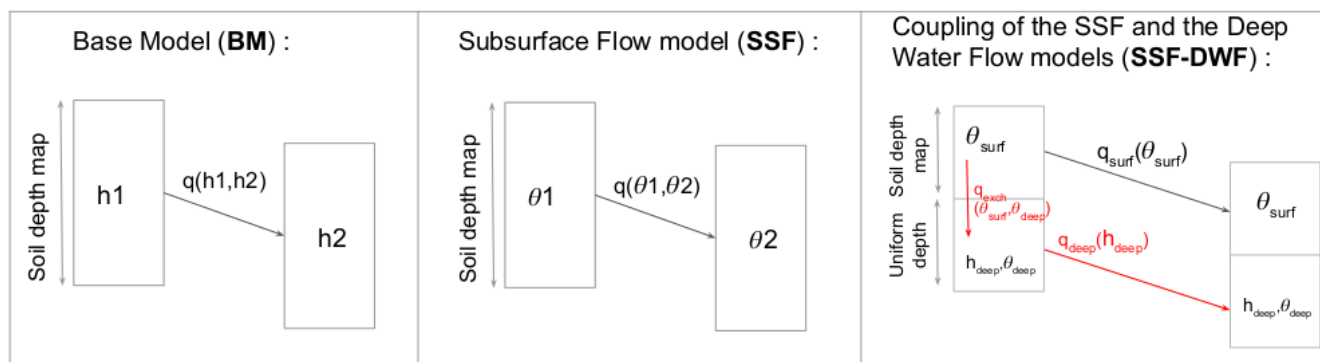 Base Model (BM) :
Soil depth map
h1
q(h1,h2)
h2
Subsurface Flow model (SSF) :
Soil depth map
θ1
q(θ1,θ2)
θ2
Coupling of the SSF and the Deep
Water Flow models (SSF-DWF) :
Soil depth
map
θsurf
qsurf(θsurf)
θsurf
qexch
(θsurf,θdeep)
Uniform
depth
qdeep(hdeep)
hdeep,θdeep
hdeep,θdeep